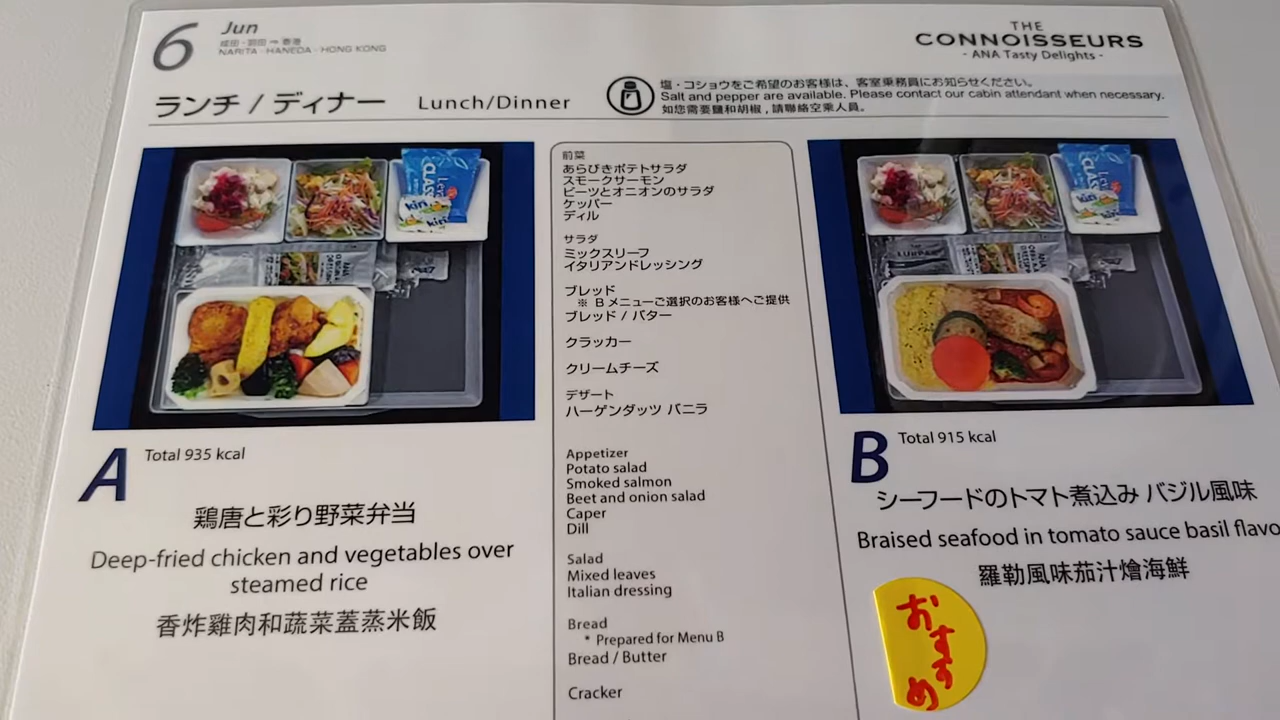 6 Jun
成田・羽田 ➡ 香港
NARITA・HANEDA・HONG KONG
THE
CONNOISSEURS
- ANA Tasty Delights -
ランチ / ディナー Lunch/Dinner
塩・コショウをご希望のお客様は、客室乗務員にお知らせください。
Salt and pepper are available. Please contact our cabin attendant when necessary.
如您需要鹽和胡椒,請聯絡空乘人員。
A
Total 935 kcal
鶏唐と彩り野菜弁当
Deep-fried chicken and vegetables over
steamed rice
香炸雞肉和蔬菜蓋蒸米飯
前菜
あらびきポテトサラダ
スモークサーモン
ビーツとオニオンのサラダ
ケッパー
ディル
サラダ
ミックスリーフ
イタリアンドレッシング
ブレッド
※ Bメニューご選択のお客様へご提供
ブレッド / バター
クラッカー
クリームチーズ
デザート
ハーゲンダッツ バニラ
Appetizer
Potato salad
Smoked salmon
Beet and onion salad
Caper
Dill
Salad
Mixed leaves
Italian dressing
Bread
* Prepared for Menu B
Bread / Butter
Cracker
B
Total 915 kcal
シーフードのトマト煮込み バジル風味
Braised seafood in tomato sauce basil flavo
羅勒風味茄汁燴海鮮
おすすめ
kiri
kiri
LURPAK